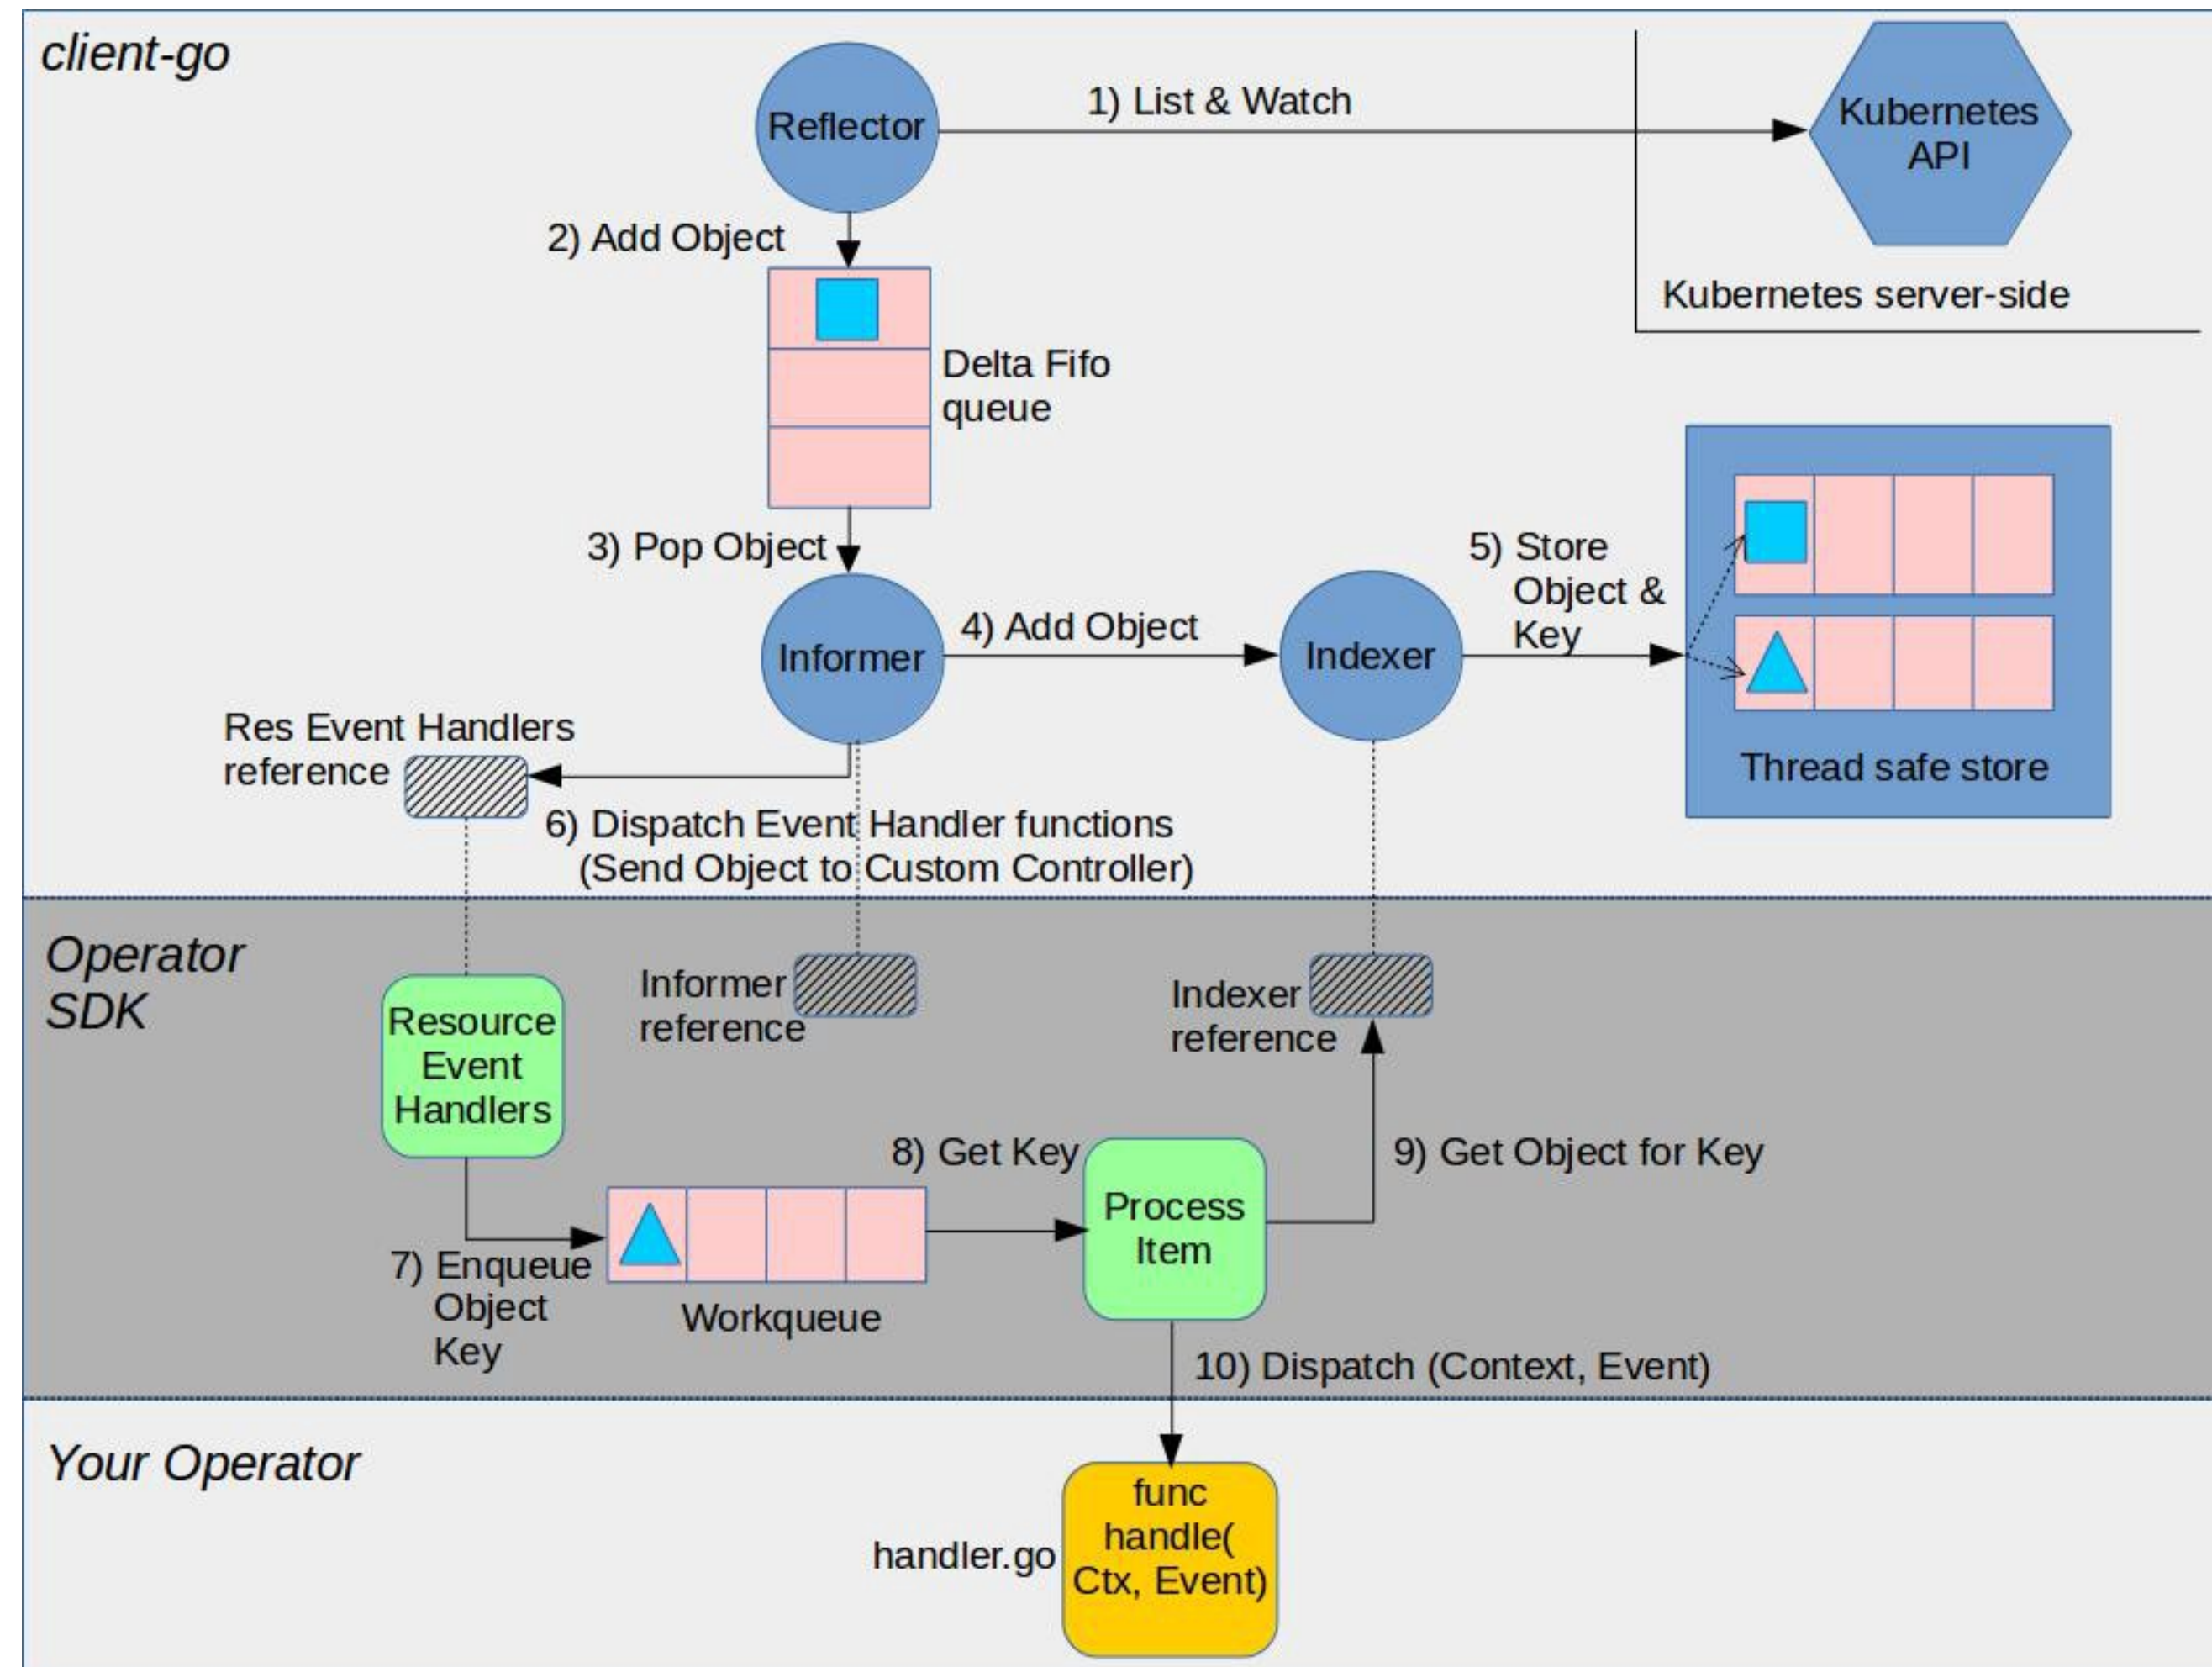 client-go
Reflector
1) List & Watch
Kubernetes
API
Kubernetes server-side
2) Add Object
Delta Fifo
queue
3) Pop Object
Informer
4) Add Object
Indexer
5) Store
Object &
Key
Thread safe store
Res Event Handlers
reference
6) Dispatch Event Handler functions
(Send Object to Custom Controller)
Operator
SDK
Resource
Event
Handlers
Informer
reference
Indexer
reference
7) Enqueue
Object
Key
Workqueue
8) Get Key
Process
Item
9) Get Object for Key
10) Dispatch (Context, Event)
Your Operator
handler.go
func
handle(
Ctx, Event)